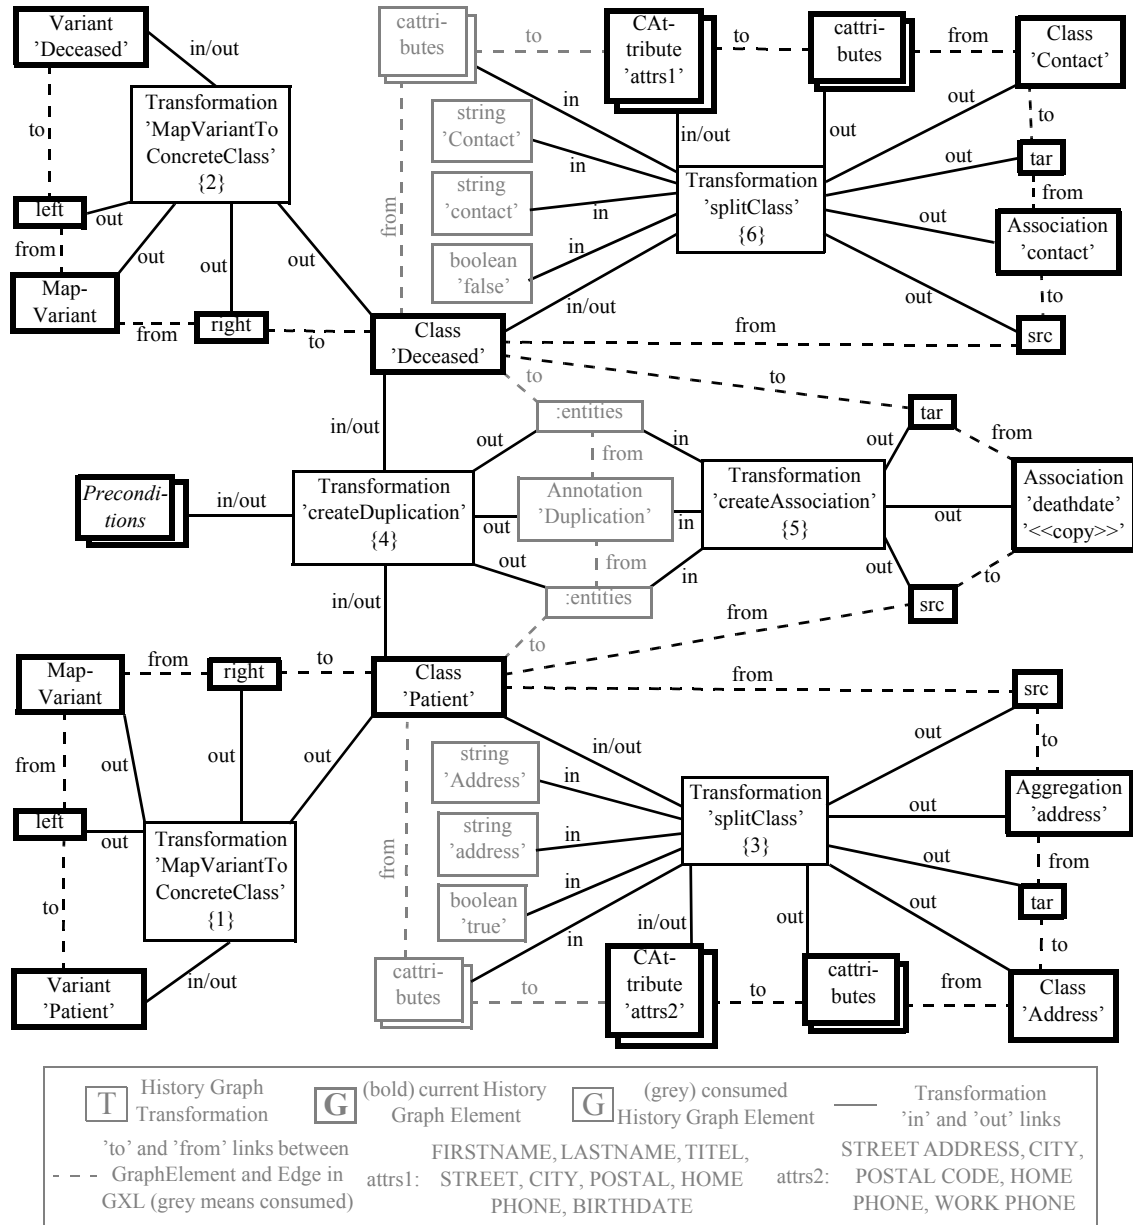 Variant
'Deceased'
in/out
to
Transformation
'MapVariantTo
ConcreteClass'
{2}
left
out
from
out
out
out
Map-
Variant
from
right
to
cattri-
butes
to
CAt-
tribute
'attrs1'
to
cattri-
butes
from
Class
'Contact'
in
in/out
out
out
to
string
'Contact'
in
out
tar
from
string
'contact'
in
Transformation
'splitClass'
{6}
from
out
Association
'contact'
boolean
'false'
in
in/out
out
to
src
Class
'Deceased'
from
to
to
in/out
:entities
out
in
from
tar
out
from
Precondi-
tions
in/out
Transformation
'createDuplication'
{4}
out
Annotation
'Duplication'
in
Transformation
'createAssociation'
{5}
out
Association
'deathdate'
'<<copy>>'
out
from
in
out
to
in/out
:entities
to
from
src
Map-
Variant
from
right
to
Class
'Patient'
from
src
from
out
out
out
in/out
to
left
out
Transformation
'MapVariantTo
ConcreteClass'
{1}
to
in/out
Variant
'Patient'
string
'Address'
in
out
Transformation
'splitClass'
{3}
out
Aggregation
'address'
string
'address'
in
from
from
out
boolean
'true'
in
tar
in
in/out
out
out
to
cattri-
butes
to
CAt-
tribute
'attrs2'
to
cattri-
butes
from
Class
'Address'
T
History Graph
Transformation
G
(bold) current History
Graph Element
G
(grey) consumed
History Graph Element
Transformation
'in' and 'out' links
'to' and 'from' links between
GraphElement and Edge in
GXL (grey means consumed)
attrs1:
FIRSTNAME, LASTNAME, TITEL,
STREET, CITY, POSTAL, HOME
PHONE, BIRTHDATE
attrs2:
STREET ADDRESS, CITY,
POSTAL CODE, HOME
PHONE, WORK PHONE